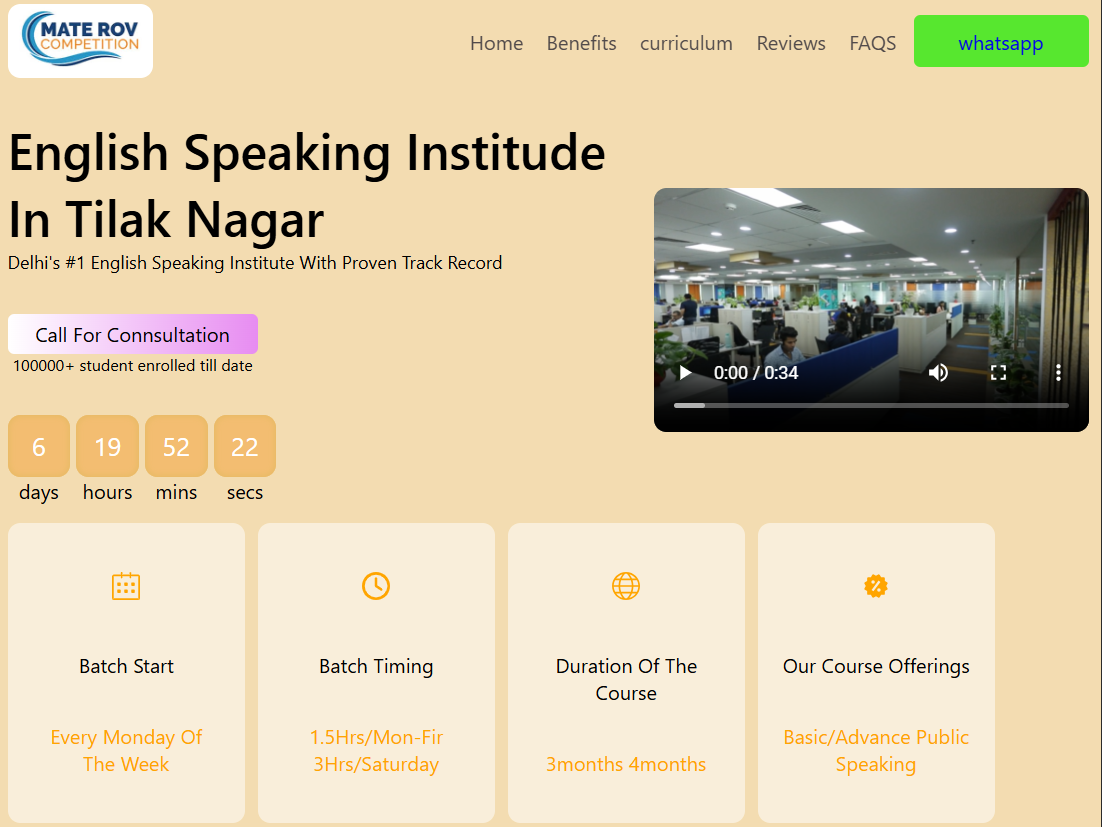 MATE ROV
COMPETITION
Home Benefits curriculum Reviews FAQS whatsapp
English Speaking Institude
In Tilak Nagar
Delhi's #1 English Speaking Institute With Proven Track Record
Call For Connsultation
100000+ student enrolled till date
0:00 / 0:34
6 19 52 22
days hours mins secs
Batch Start
Every Monday Of
The Week
Batch Timing
1.5Hrs/Mon-Fir
3Hrs/Saturday
Duration Of The
Course
3months 4months
Our Course Offerings
Basic/Advance Public
Speaking